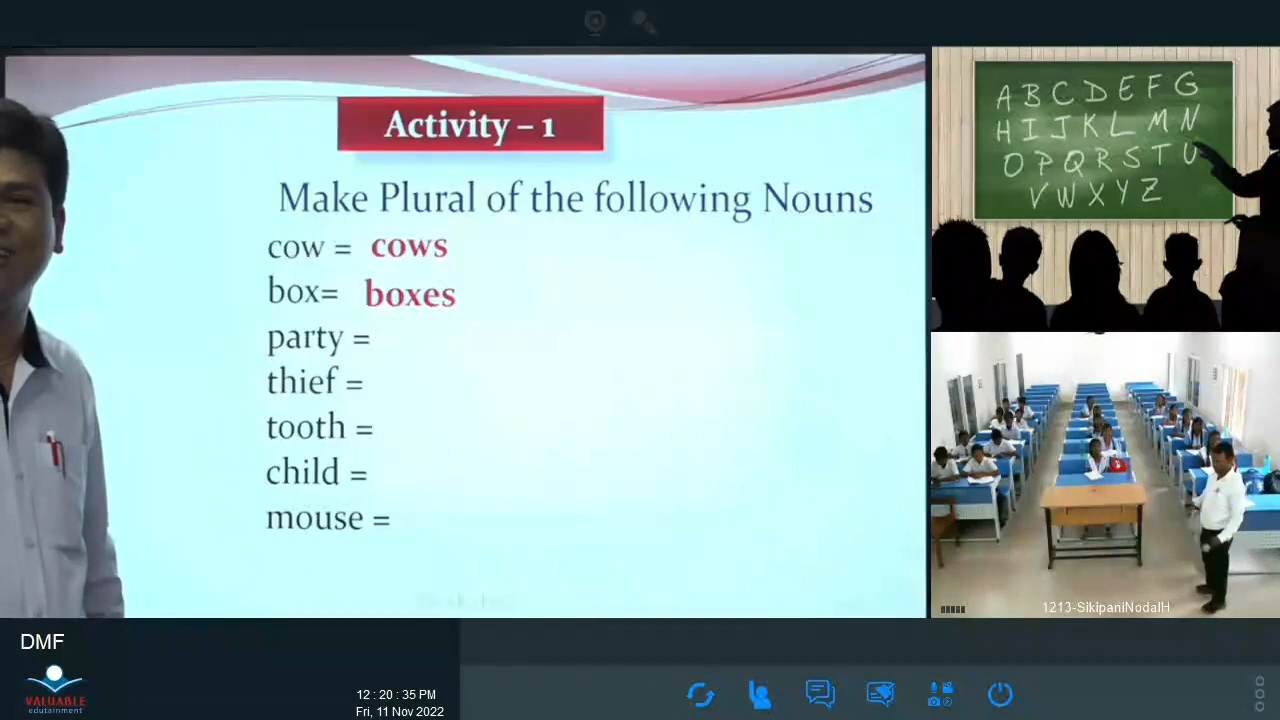 Activity – 1
Make Plural of the following Nouns
cow = cows
box= boxes
party =
thief =
tooth =
child =
mouse =
A B C D E F G
H I J K L M N
O P Q R S T U
V W X Y Z
1213-SikipaniNodalH
DMF
VALUABLE
edutainment
12 : 20 : 35 PM
Fri, 11 Nov 2022